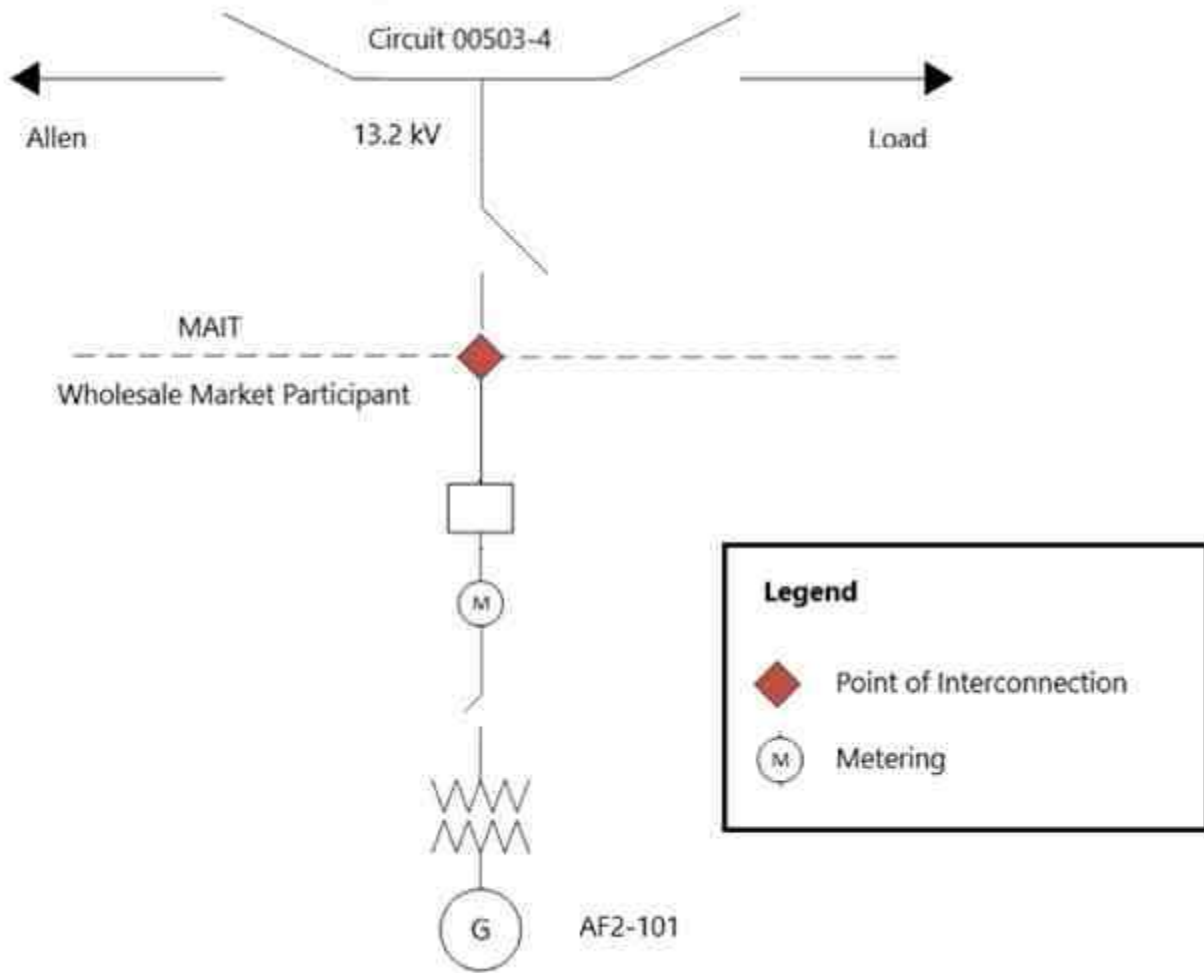 Circuit 00503-4
Allen
13.2 kV
Load
MAIT
Wholesale Market Participant
M
Legend
Point of Interconnection
M
Metering
G
AF2-101